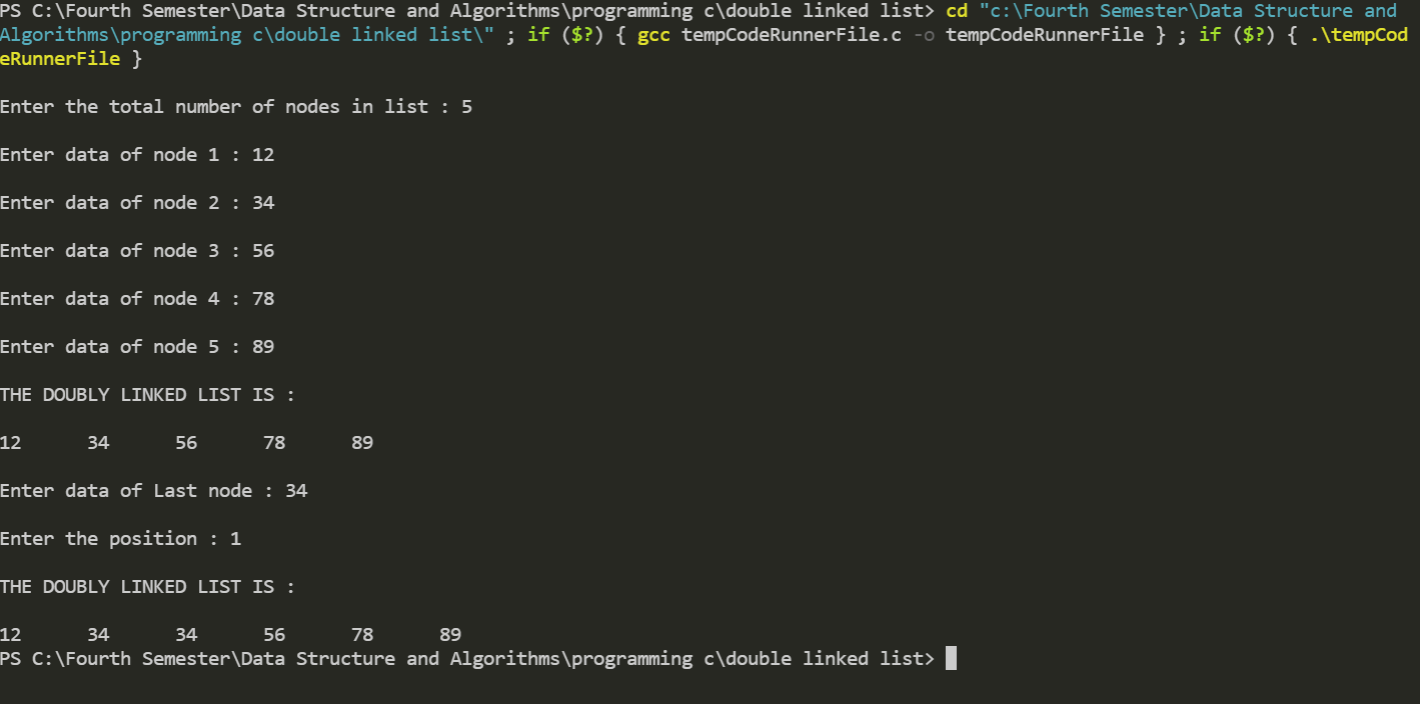 PS C:\Fourth Semester\Data Structure and Algorithms\programming c\double linked list> cd "c:\Fourth Semester\Data Structure and
Algorithms\programming c\double linked list\" ; if ($?) { gcc tempCodeRunnerFile.c -o tempCodeRunnerFile } ; if ($?) { .\tempCod
eRunnerFile }
Enter the total number of nodes in list : 5
Enter data of node 1 : 12
Enter data of node 2 : 34
Enter data of node 3 : 56
Enter data of node 4 : 78
Enter data of node 5 : 89
THE DOUBLY LINKED LIST IS :
12      34      56      78      89
Enter data of Last node : 34
Enter the position : 1
THE DOUBLY LINKED LIST IS :
12      34      34      56      78      89
PS C:\Fourth Semester\Data Structure and Algorithms\programming c\double linked list>